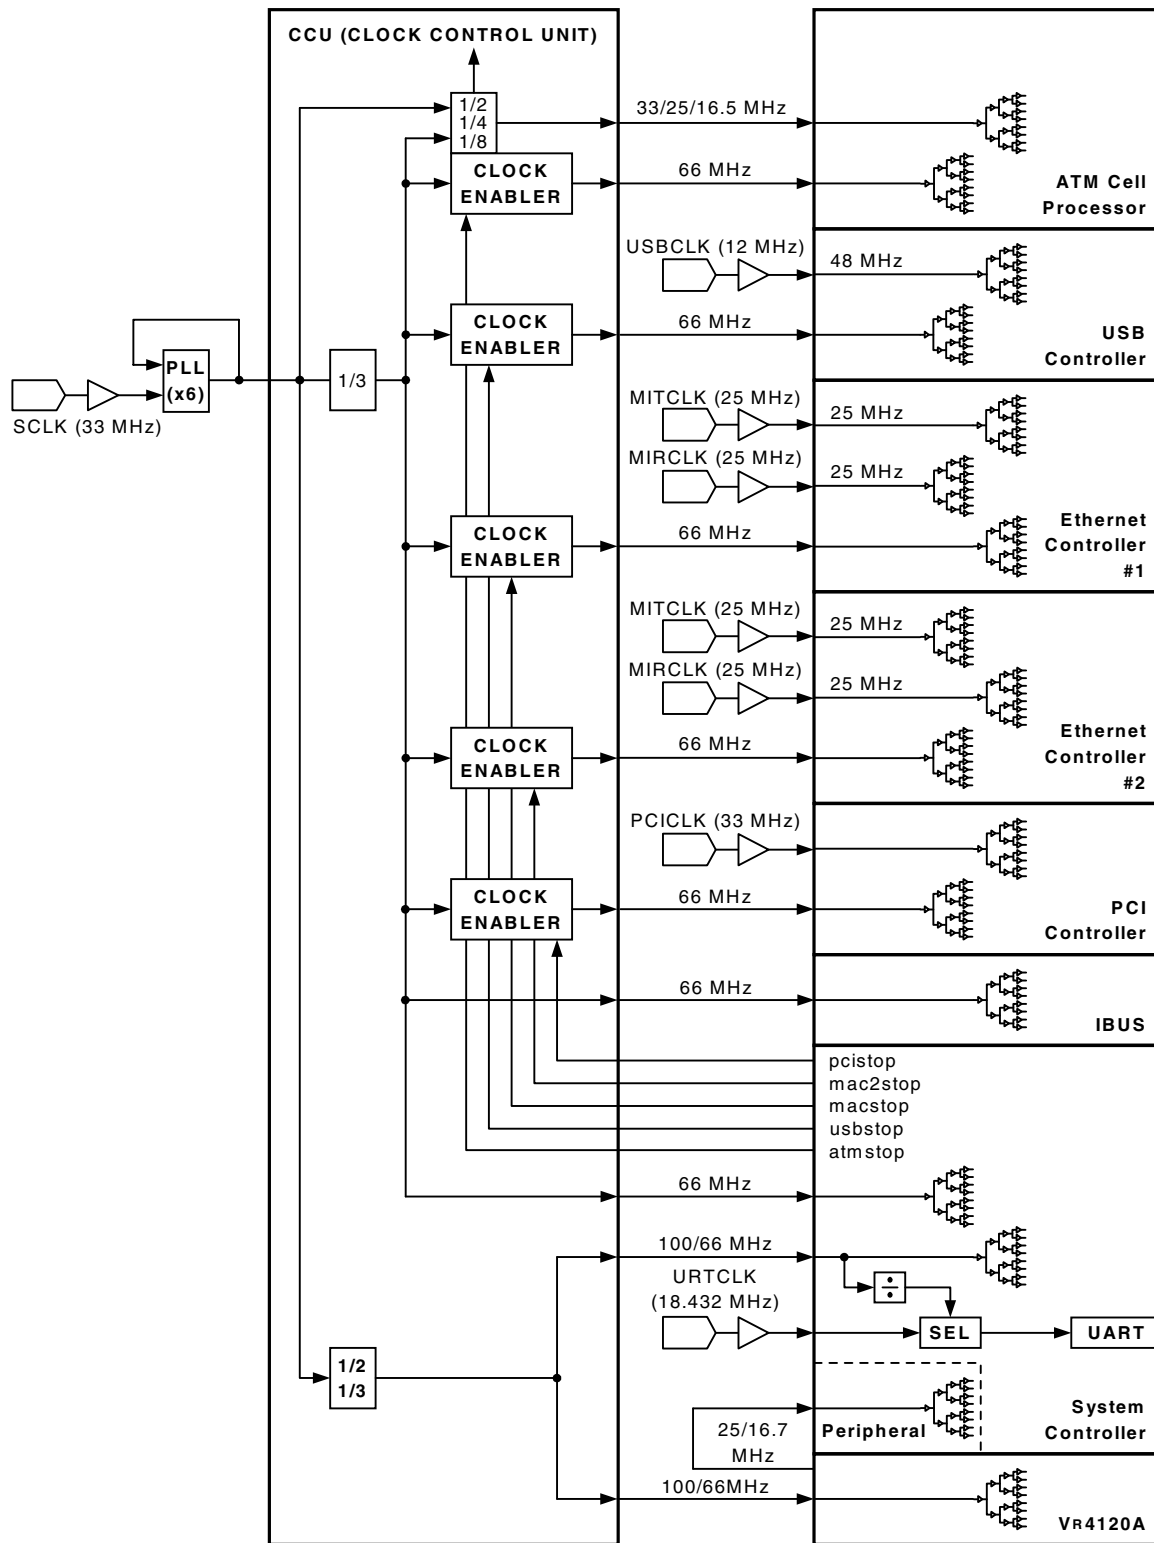 CCU (CLOCK CONTROL UNIT)
1/2
1/4
1/8
33/25/16.5 MHz
CLOCK
ENABLER
66 MHz
ATM Cell
Processor
USBCLK (12 MHz)
48 MHz
CLOCK
ENABLER
66 MHz
USB
Controller
PLL
(x6)
1/3
SCLK (33 MHz)
MITCLK (25 MHz)
25 MHz
MIRCLK (25 MHz)
25 MHz
CLOCK
ENABLER
66 MHz
Ethernet
Controller
#1
MITCLK (25 MHz)
25 MHz
MIRCLK (25 MHz)
25 MHz
CLOCK
ENABLER
66 MHz
Ethernet
Controller
#2
PCICLK (33 MHz)
CLOCK
ENABLER
66 MHz
PCI
Controller
66 MHz
IBUS
pcistop
mac2stop
macstop
usbstop
atmstop
66 MHz
100/66 MHz
÷
URTCLK
(18.432 MHz)
SEL
UART
1/2
1/3
25/16.7
MHz
Peripheral
System
Controller
100/66MHz
VR4120A